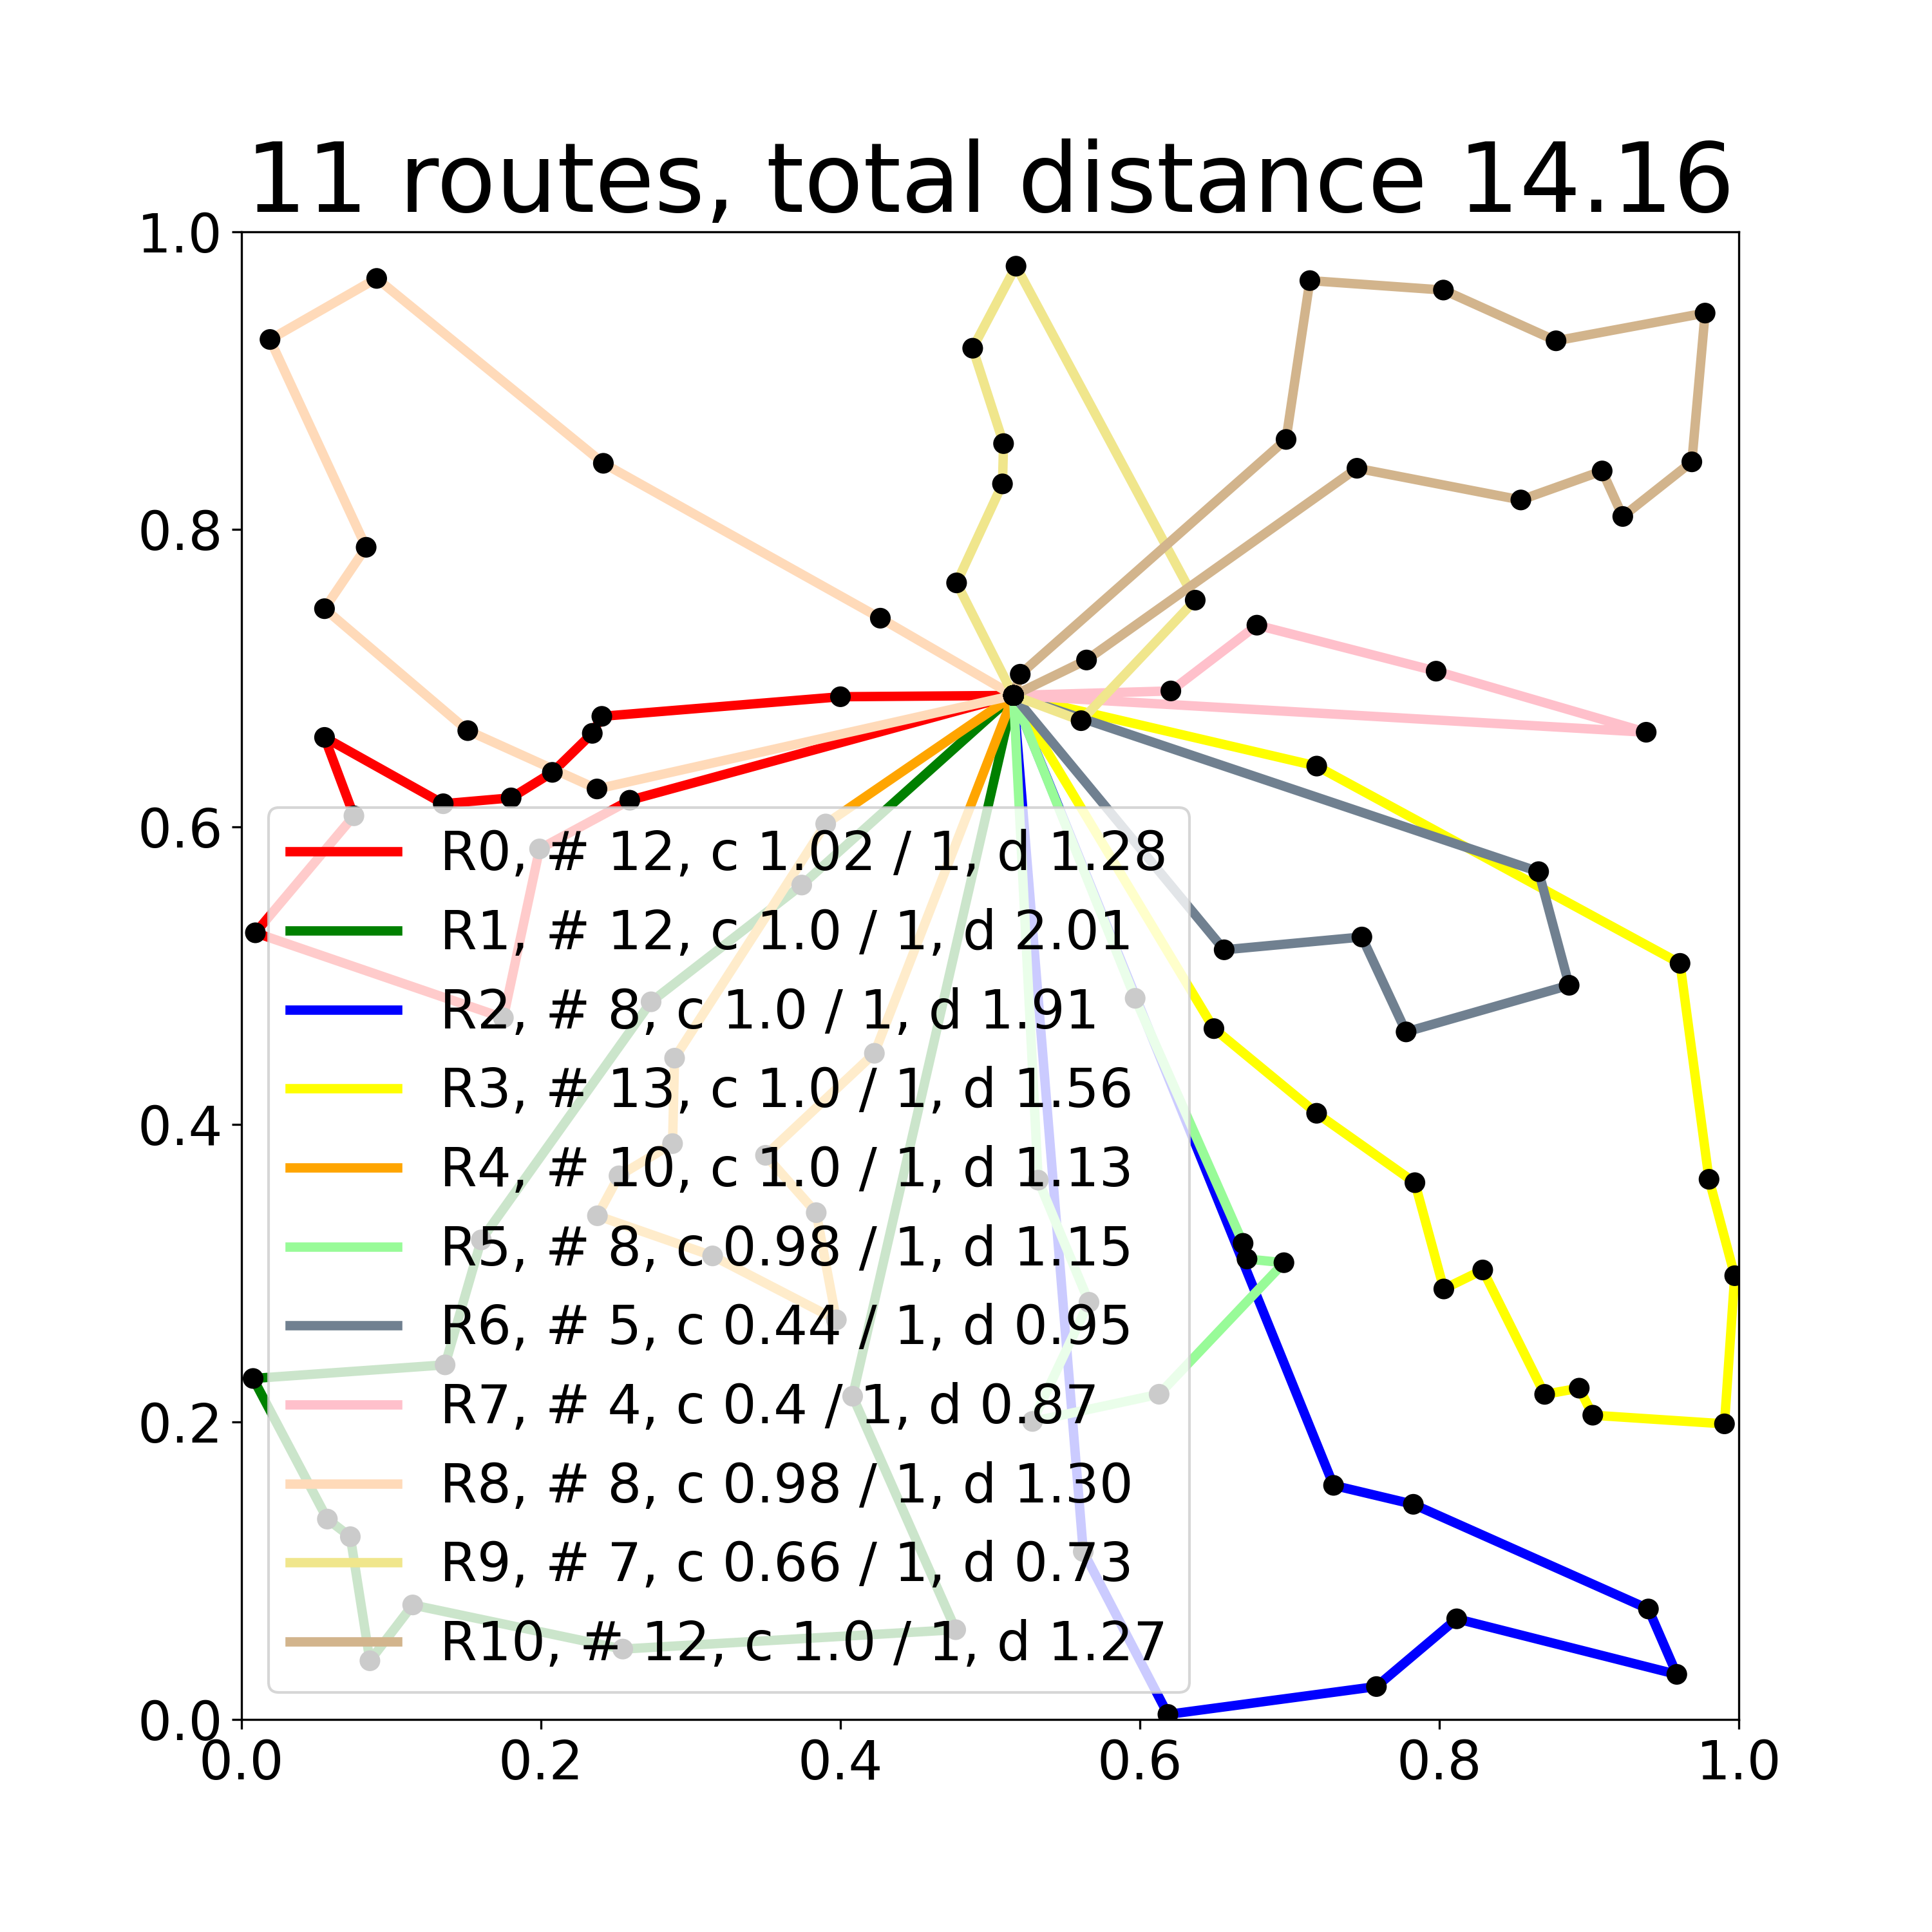 11 routes, total distance 14.16
1.0
0.8
0.6
0.4
0.2
0.0
R0, # 12, c 1.02 / 1, d 1.28
R1, # 12, c 1.0 / 1, d 2.01
R2, # 8, c 1.0 / 1, d 1.91
R3, # 13, c 1.0 / 1, d 1.56
R4, # 10, c 1.0 / 1, d 1.13
R5, # 8, c 0.98 / 1, d 1.15
R6, # 5, c 0.44 / 1, d 0.95
R7, # 4, c 0.4 / 1, d 0.87
R8, # 8, c 0.98 / 1, d 1.30
R9, # 7, c 0.66 / 1, d 0.73
R10, # 12, c 1.0 / 1, d 1.27
0.0 0.2 0.4 0.6 0.8 1.0